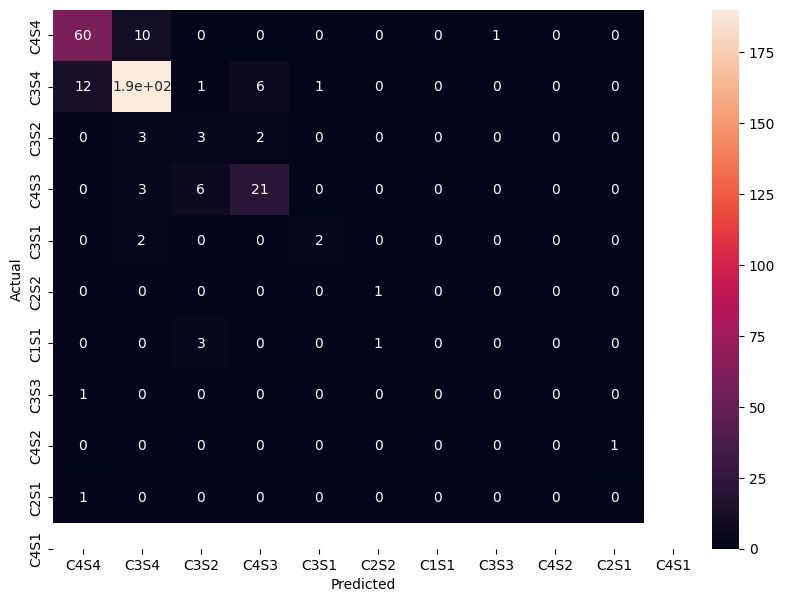 C4S4 60 10 0 0 0 0 0 1 0 0
C3S4 12 1.9e+02 1 6 1 0 0 0 0 0
C3S2 0 3 3 2 0 0 0 0 0 0
C4S3 0 3 6 21 0 0 0 0 0 0
C3S1 0 2 0 0 2 0 0 0 0 0
C2S2 0 0 0 0 0 1 0 0 0 0
C1S1 0 0 3 0 0 1 0 0 0 0
C3S3 1 0 0 0 0 0 0 0 0 0
C4S2 0 0 0 0 0 0 0 0 0 1
C2S1 1 0 0 0 0 0 0 0 0 0
C4S1
Actual
C4S4 C3S4 C3S2 C4S3 C3S1 C2S2 C1S1 C3S3 C4S2 C2S1 C4S1
Predicted
175
150
125
100
75
50
25
0